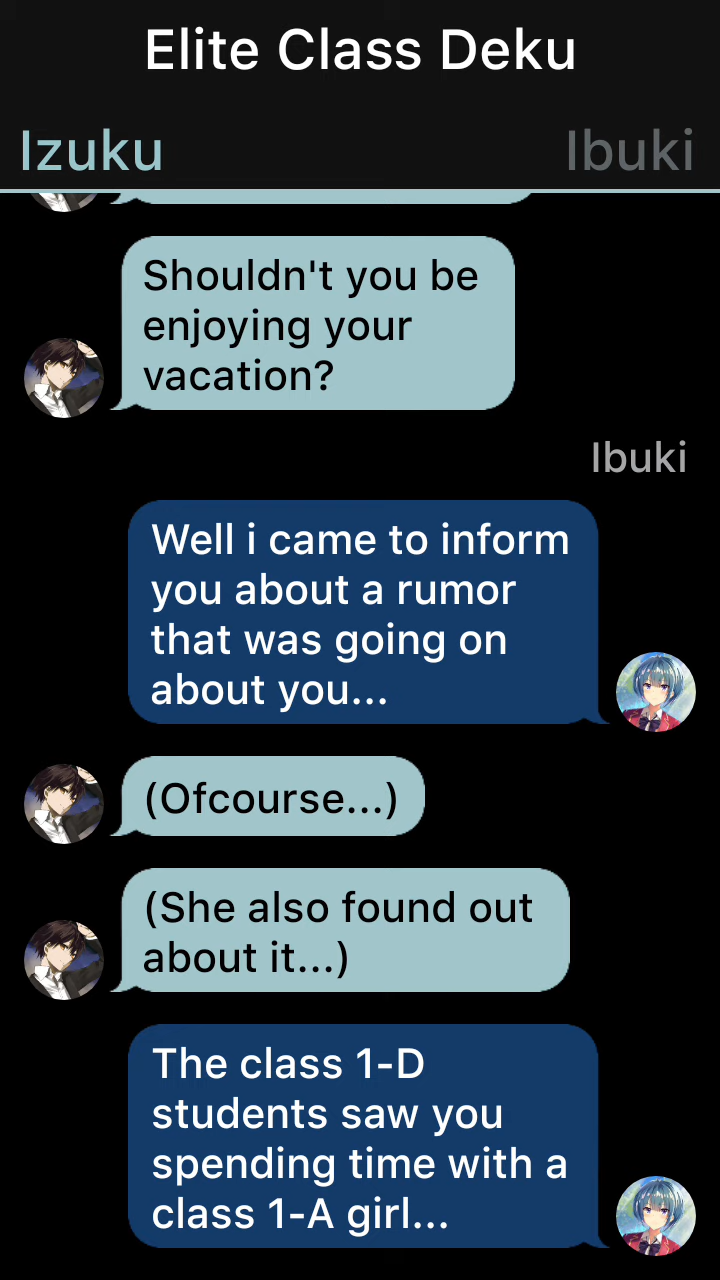 Elite Class Deku
Izuku
Ibuki
Shouldn't you be
enjoying your
vacation?
Ibuki
Well i came to inform
you about a rumor
that was going on
about you...
(Ofcourse...)
(She also found out
about it...)
The class 1-D
students saw you
spending time with a
class 1-A girl...